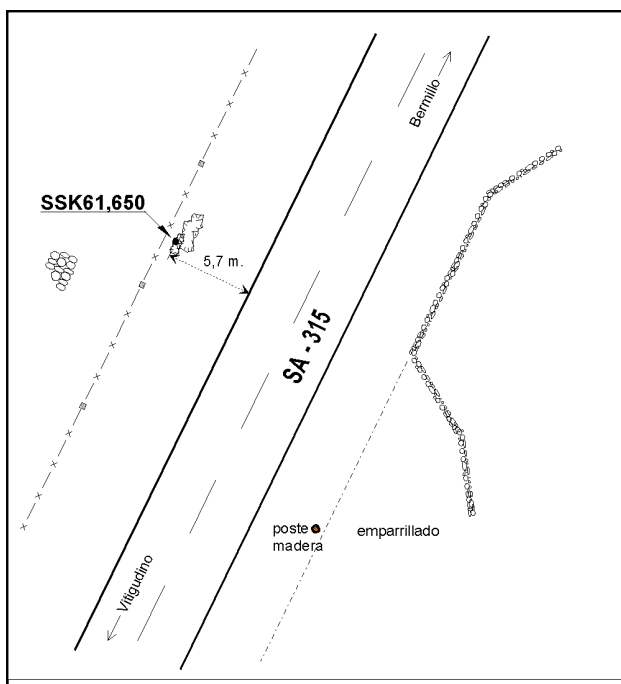 Bermillo
SSK61,650
5,7 m.
SA - 315
poste
madera
emparrillado
Vitigudino